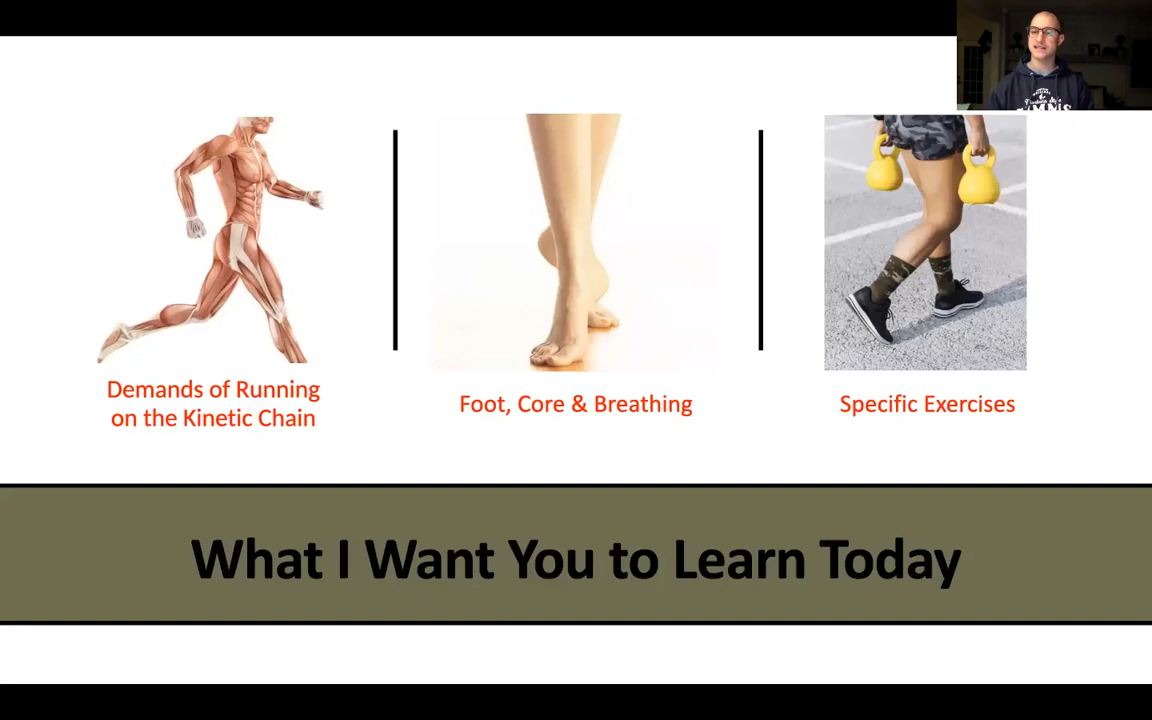 Demands of Running
on the Kinetic Chain
Foot, Core & Breathing
Specific Exercises
What I Want You to Learn Today